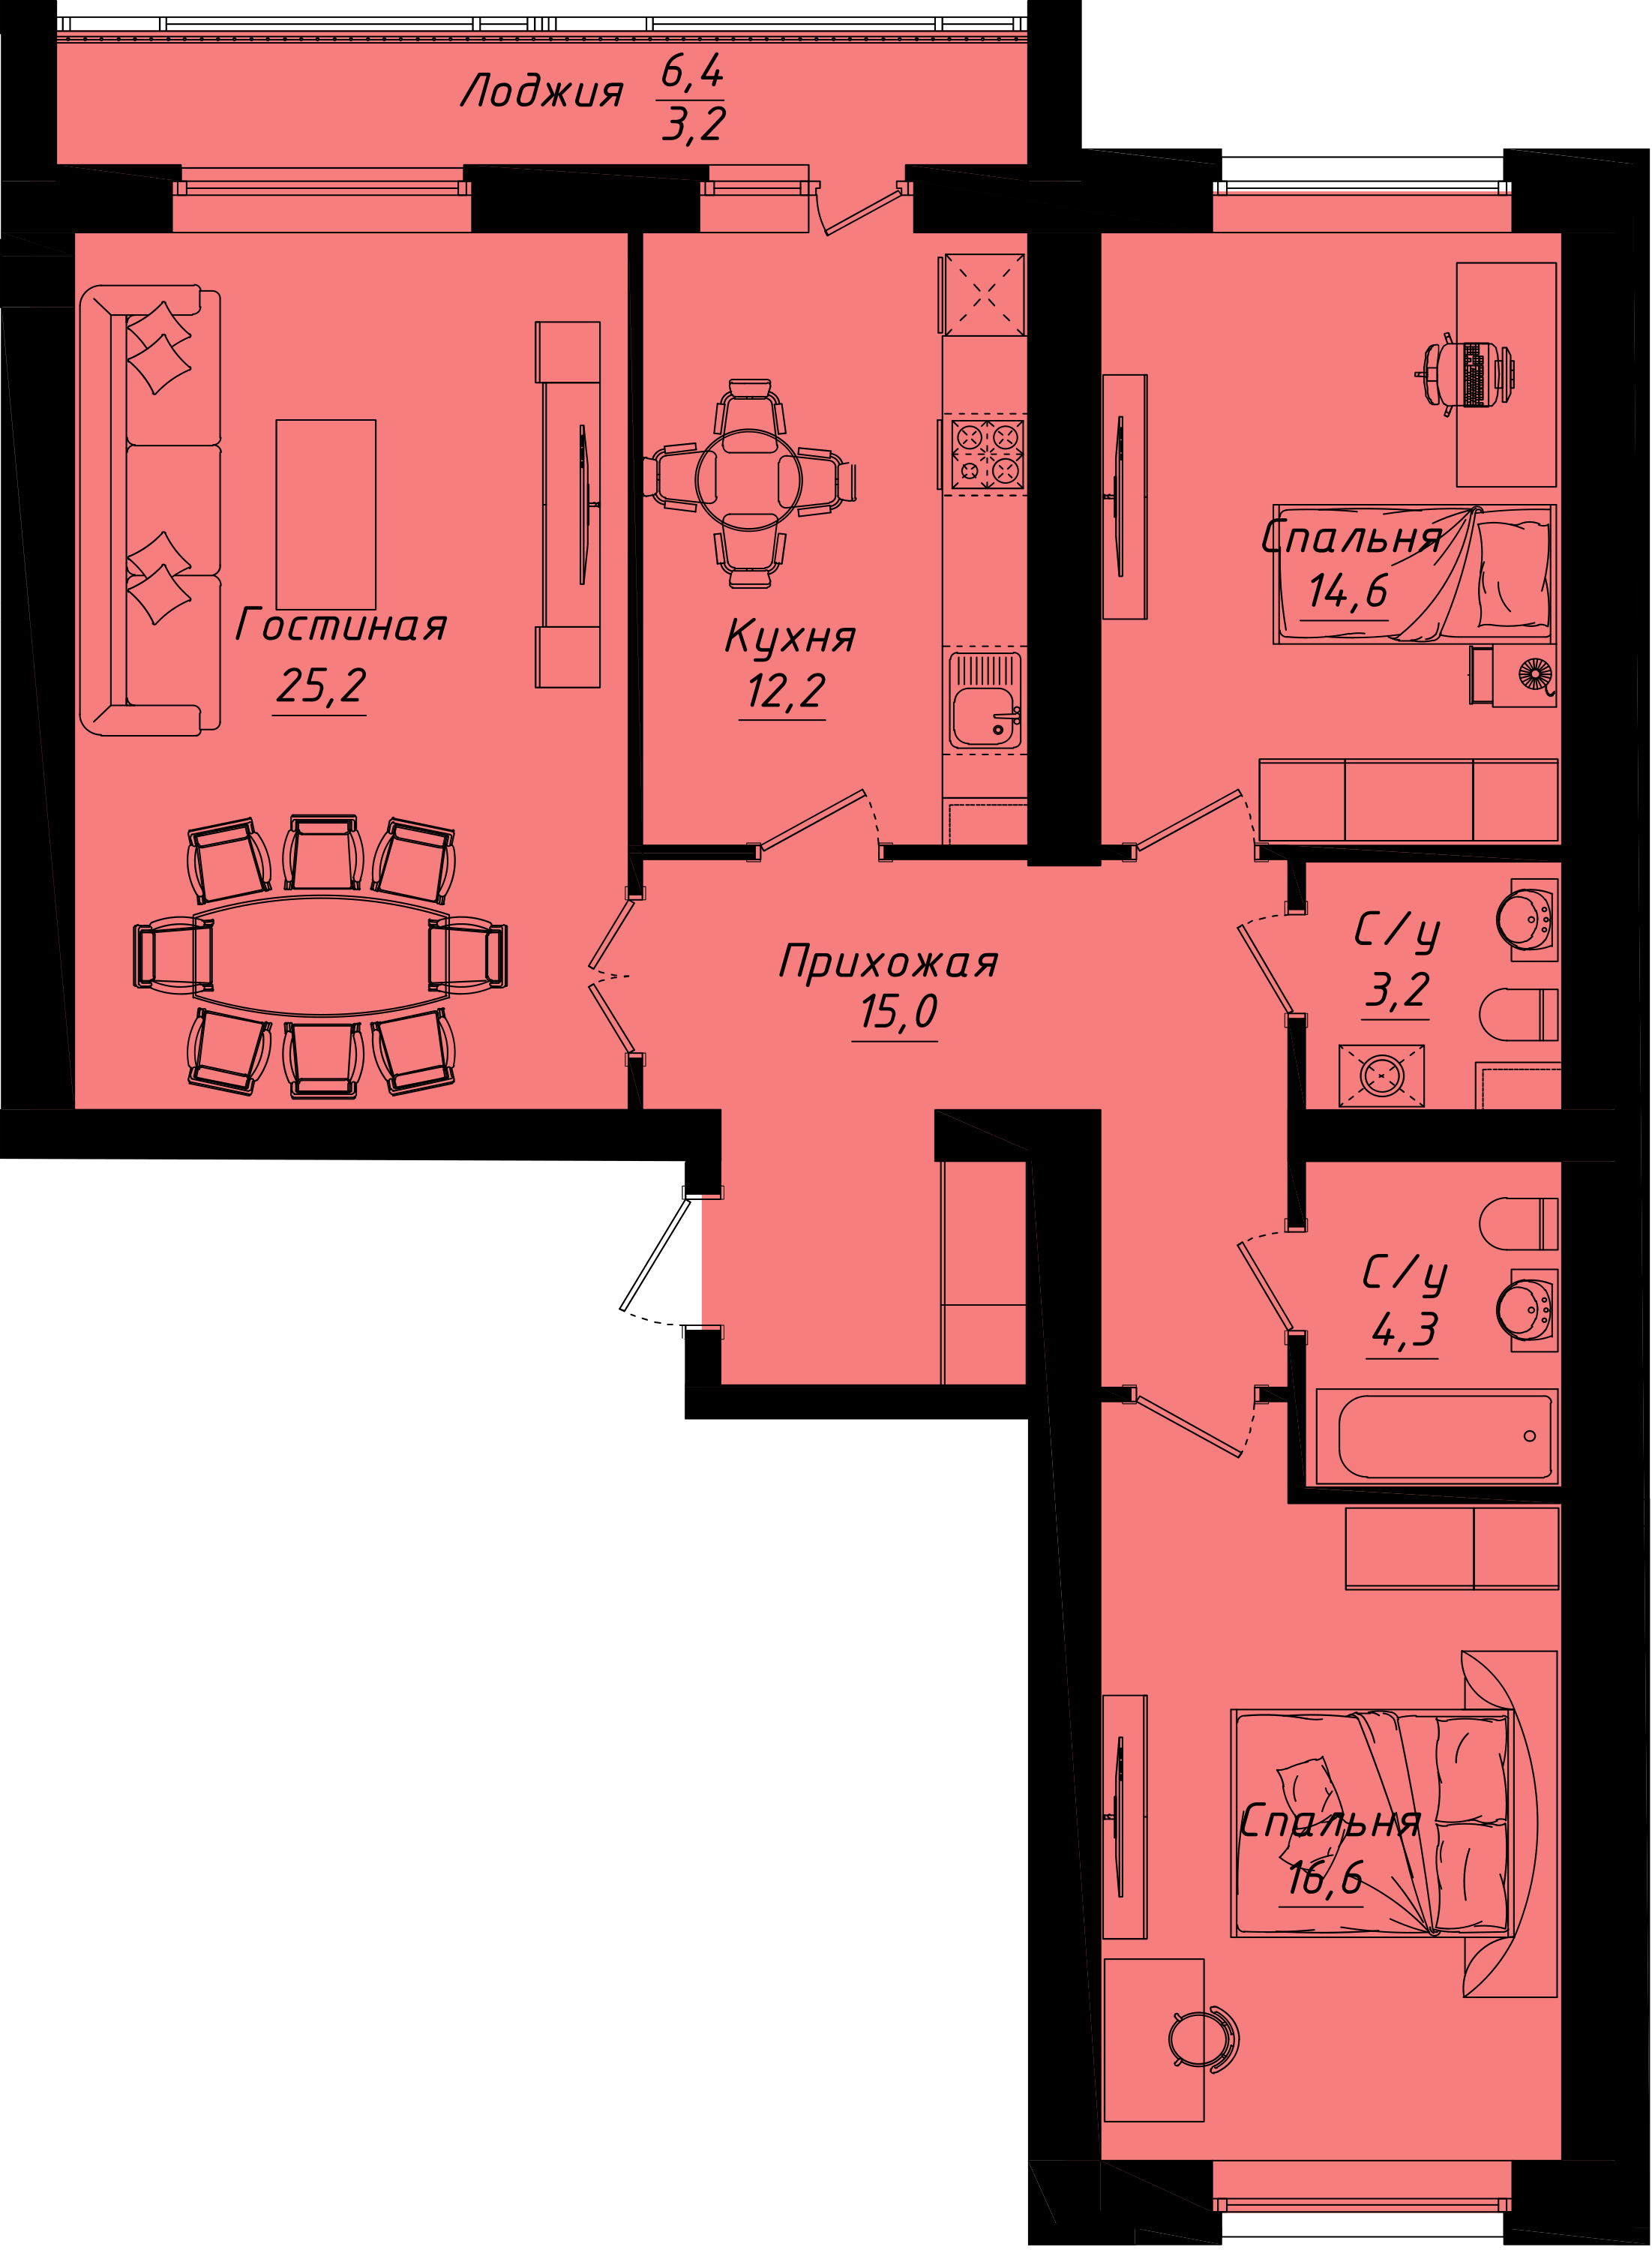 Лоджия
6,4
3,2
Спальня
14,6
Гостиная
25,2
Кухня
12,2
Прихожая
15,0
С/у
3,2
С/у
4,3
Спальня
16,6